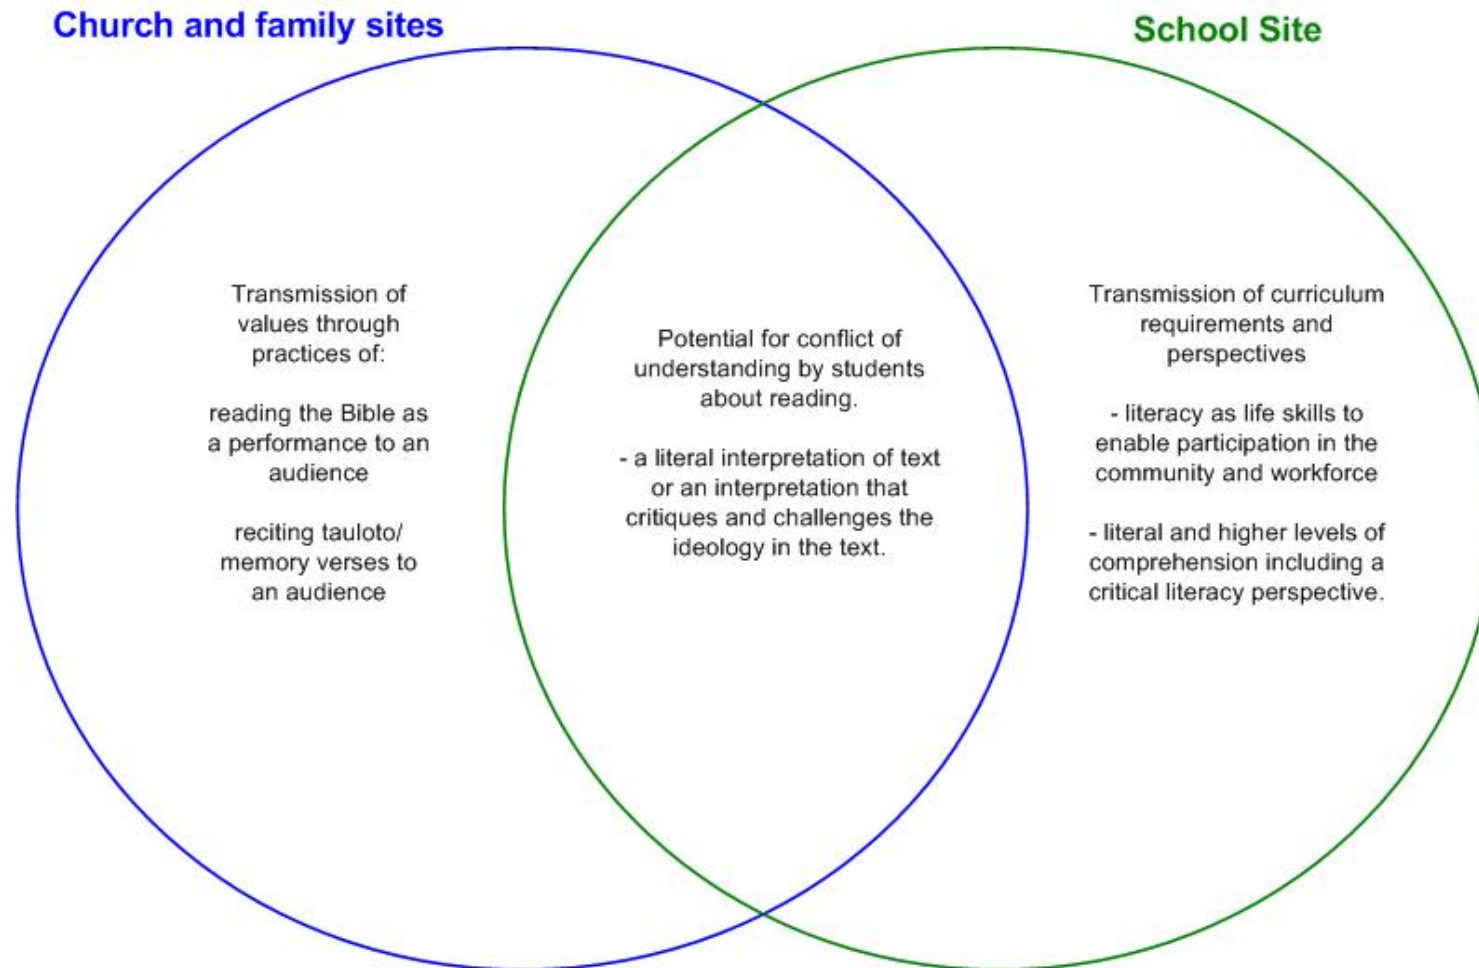 Church and family sites
School Site
Transmission of
values through
practices of:
reading the Bible as
a performance to an
audience
reciting tauloto/
memory verses to
an audience
Potential for conflict of
understanding by students
about reading.
- a literal interpretation of text
or an interpretation that
critiques and challenges the
ideology in the text.
Transmission of curriculum
requirements and
perspectives
- literacy as life skills to
enable participation in the
community and workforce
- literal and higher levels of
comprehension including a
critical literacy perspective.